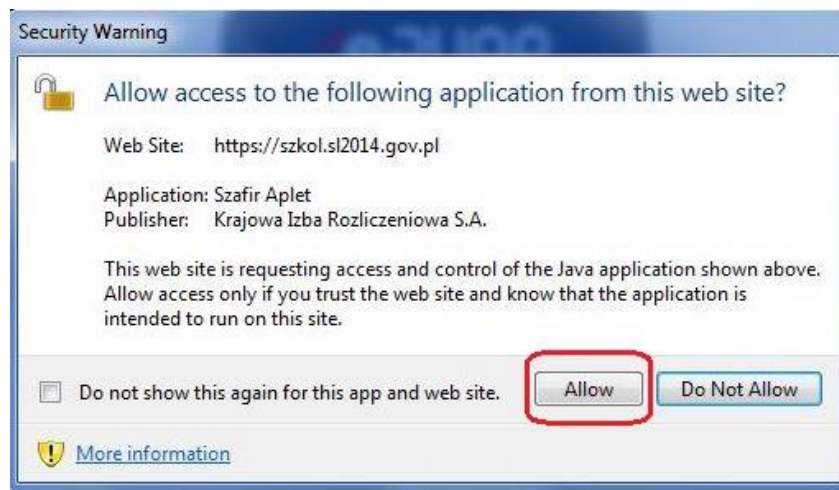 Security Warning
Allow access to the following application from this web site?
Web Site: https://szkol.sl2014.gov.pl
Application: Szafir Aplet
Publisher: Krajowa Izba Rozliczeniowa S.A.
This web site is requesting access and control of the Java application shown above.
Allow access only if you trust the web site and know that the application is
intended to run on this site.
Do not show this again for this app and web site. Allow Do Not Allow
More information